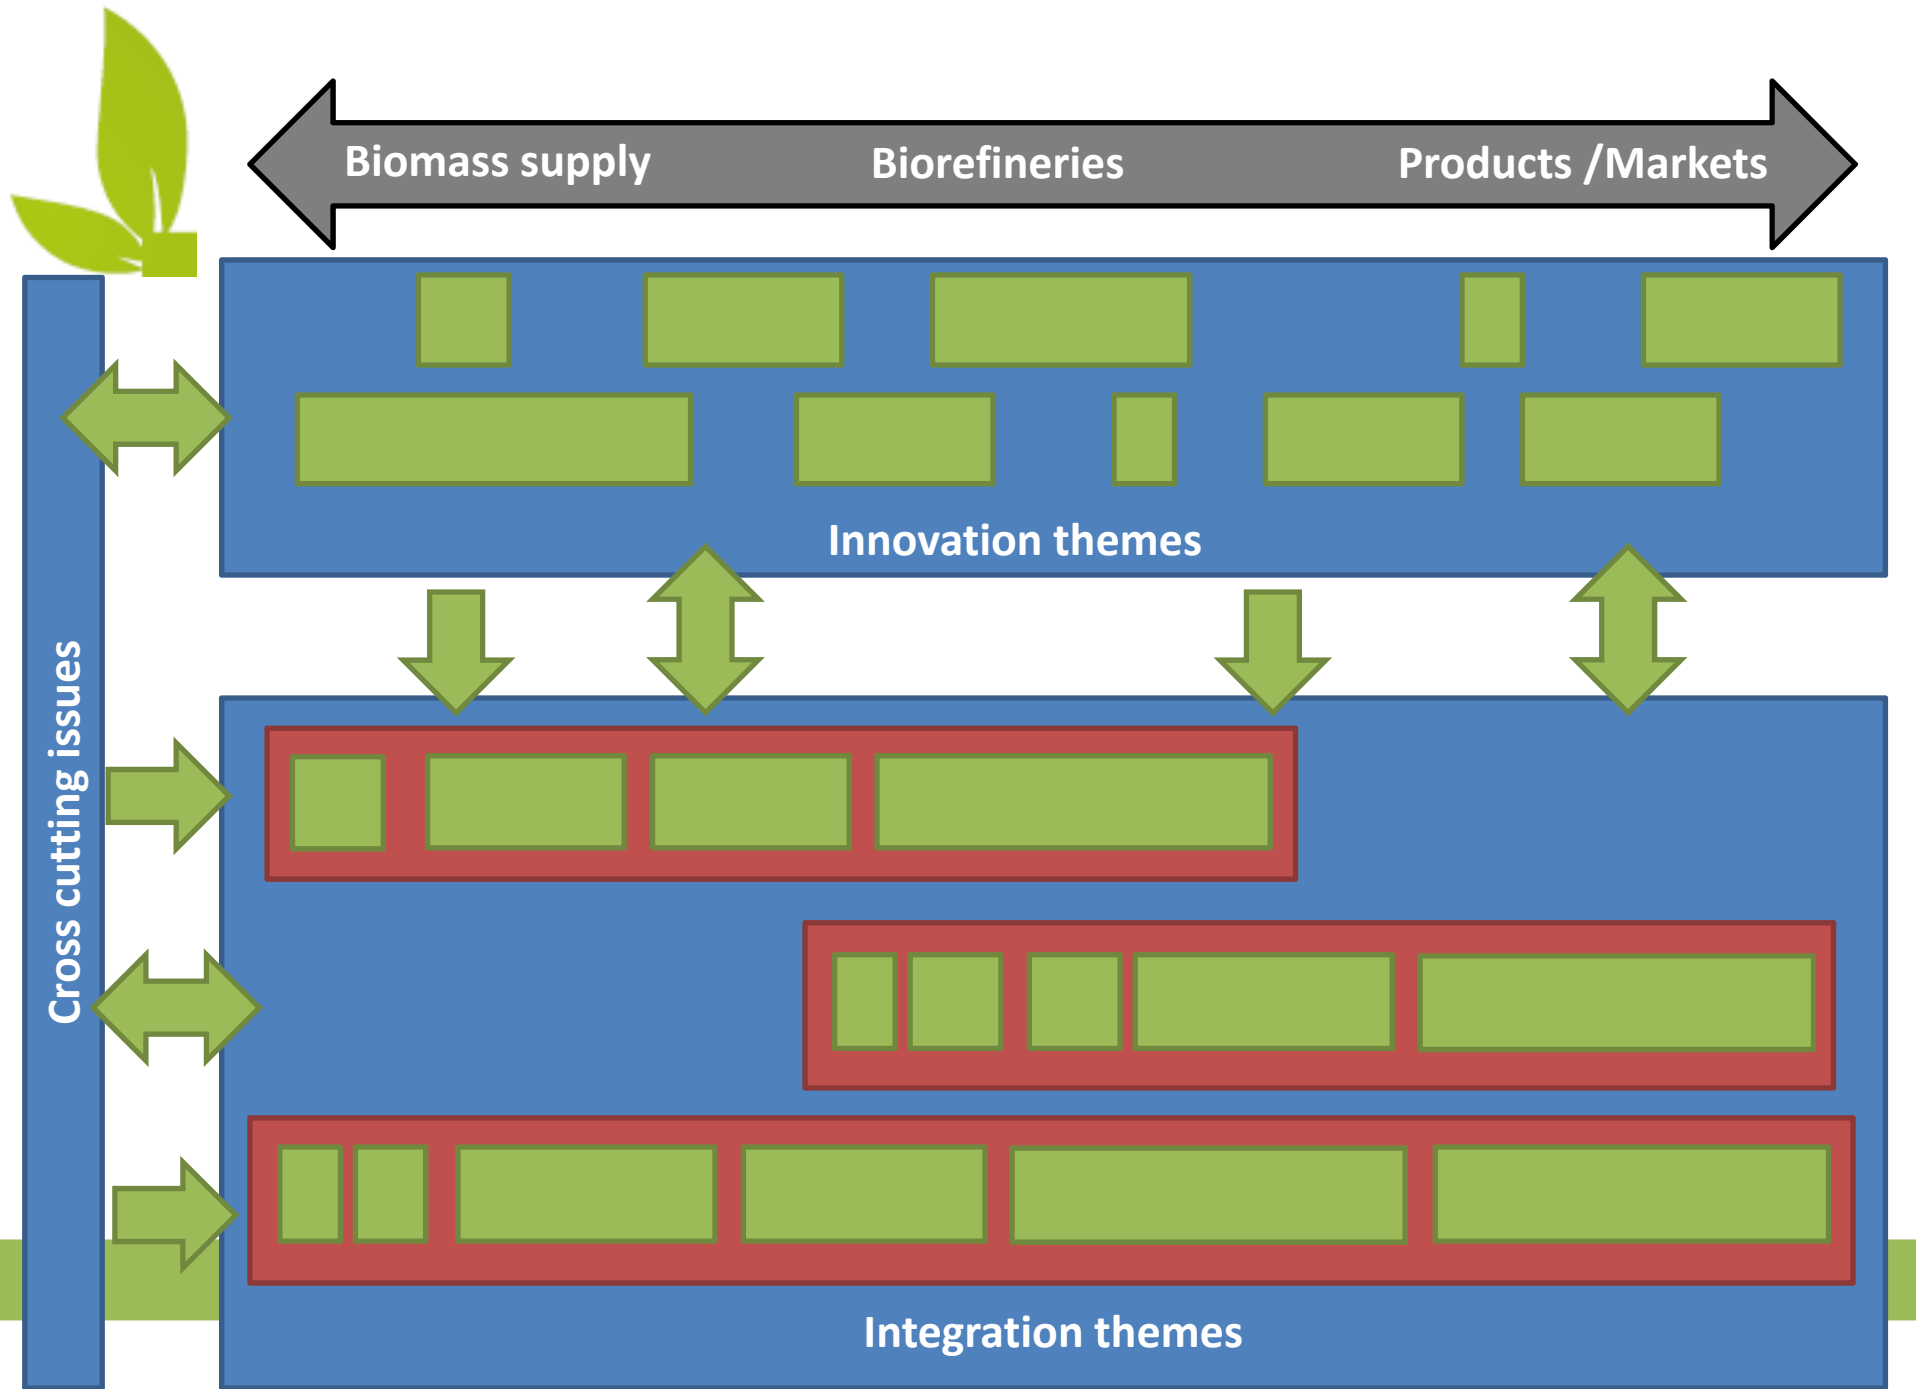 Biomass supply
Biorefineries
Products /Markets
Innovation themes
Cross cutting issues
Integration themes